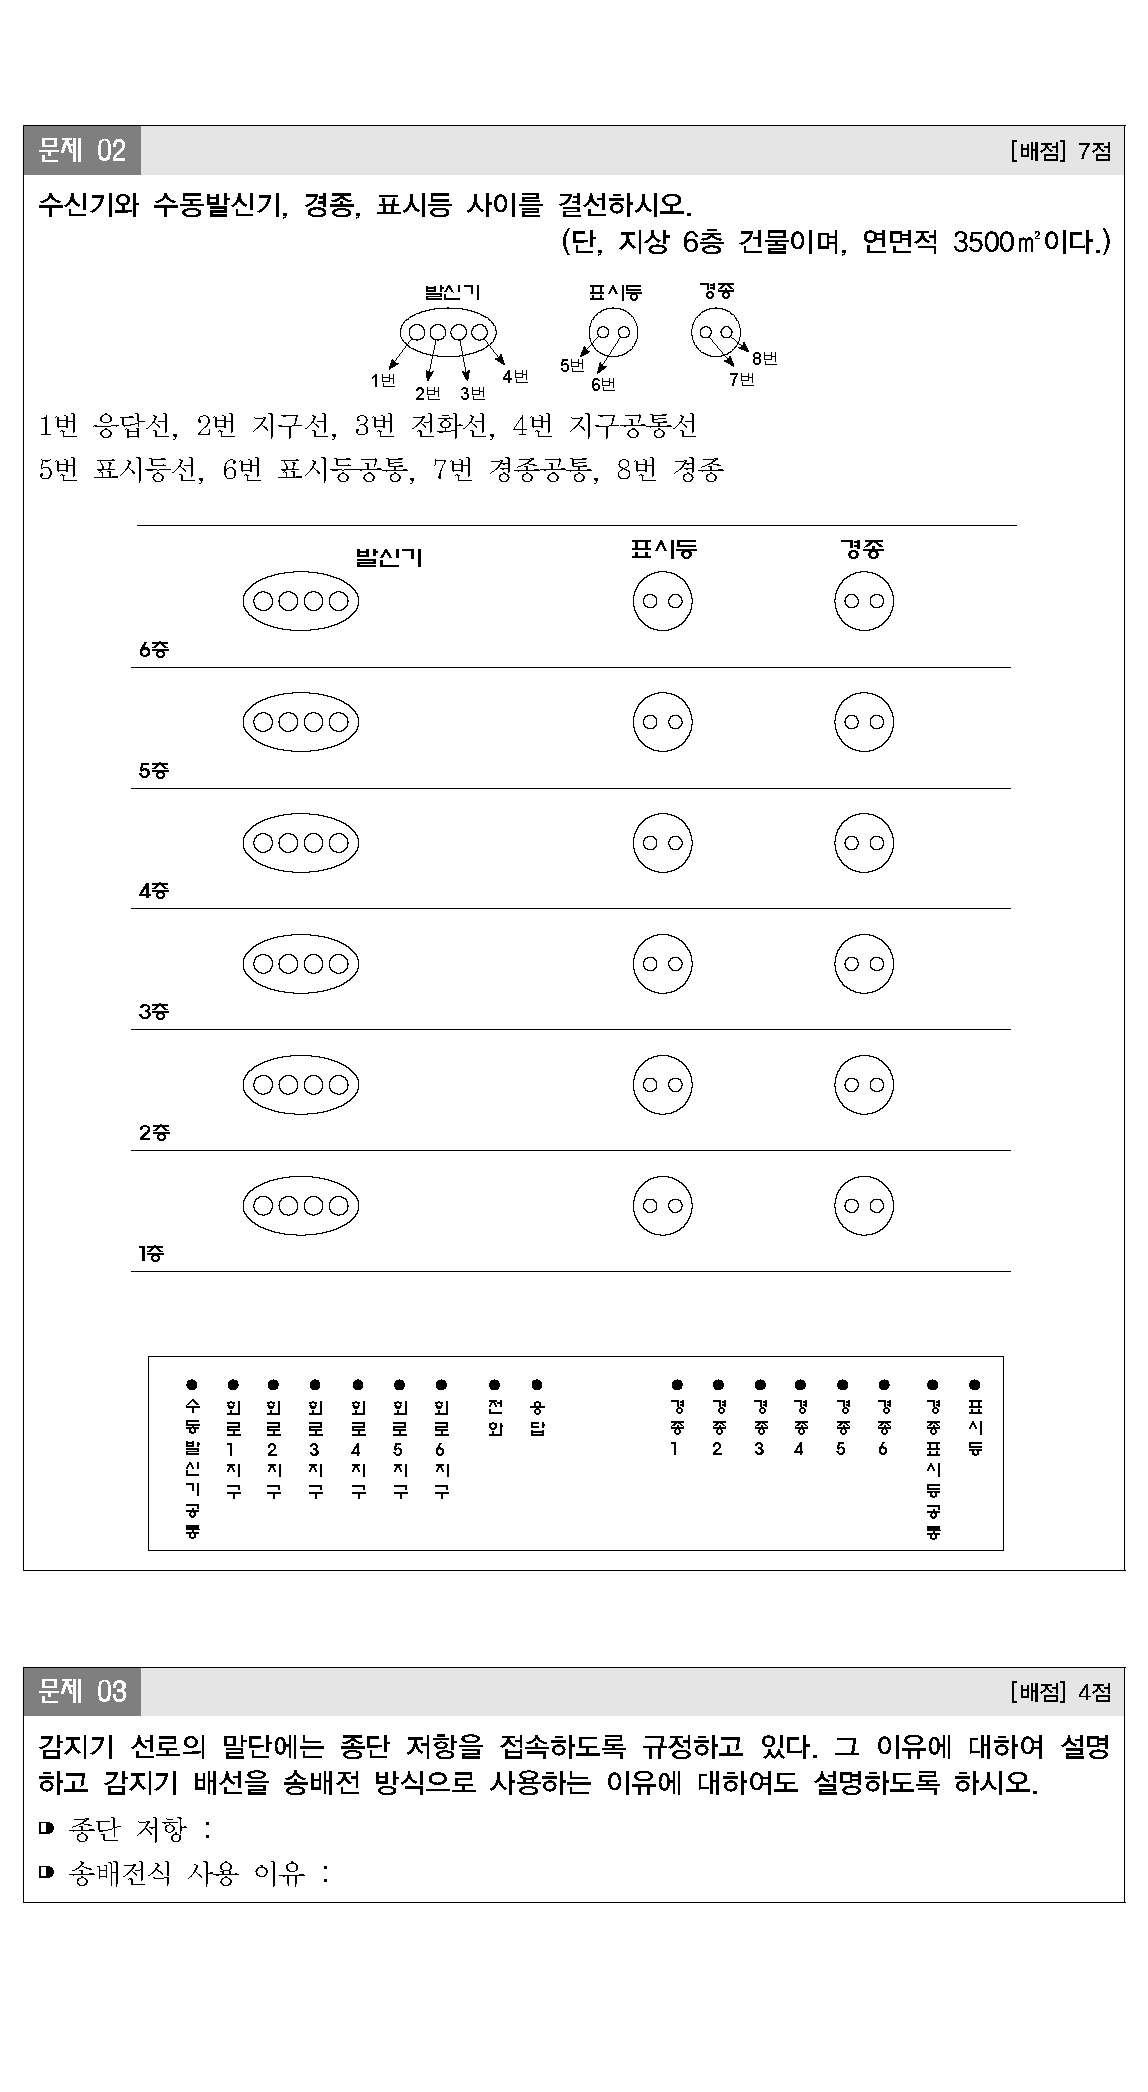 문제 02
[배점] 7점
수신기와 수동발신기, 경종, 표시등 사이를 결선하시오.
(단, 지상 6층 건물이며, 연면적 3500㎡이다.)
발신기 표시등 경종
1번 2번 3번 4번 5번 6번 7번 8번
1번 응답선, 2번 지구선, 3번 전화선, 4번 지구공통선
5번 표시등선, 6번 표시등공통, 7번 경종공통, 8번 경종
발신기 표시등 경종
6층
5층
4층
3층
2층
1층
수동발신기공통
회로1지구
회로2지구
회로3지구
회로4지구
회로5지구
회로6지구
전화
응답
경종1
경종2
경종3
경종4
경종5
경종6
경종표시등공통
표시등
문제 03
[배점] 4점
감지기 선로의 말단에는 종단 저항을 접속하도록 규정하고 있다. 그 이유에 대하여 설명
하고 감지기 배선을 송배전 방식으로 사용하는 이유에 대하여도 설명하도록 하시오.
종단 저항 :
송배전식 사용 이유 :